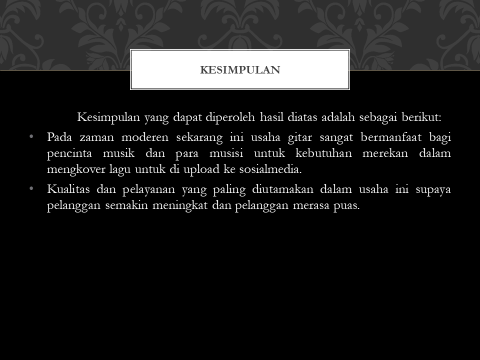 KESIMPULAN
Kesimpulan yang dapat diperoleh hasil diatas adalah sebagai berikut:
• Pada zaman moderen sekarang ini usaha gitar sangat bermanfaat bagi
pencinta musik dan para musisi untuk kebutuhan merekan dalam
mengkover lagu untuk di upload ke sosialmedia.
• Kualitas dan pelayanan yang paling diutamakan dalam usaha ini supaya
pelanggan semakin meningkat dan pelanggan merasa puas.